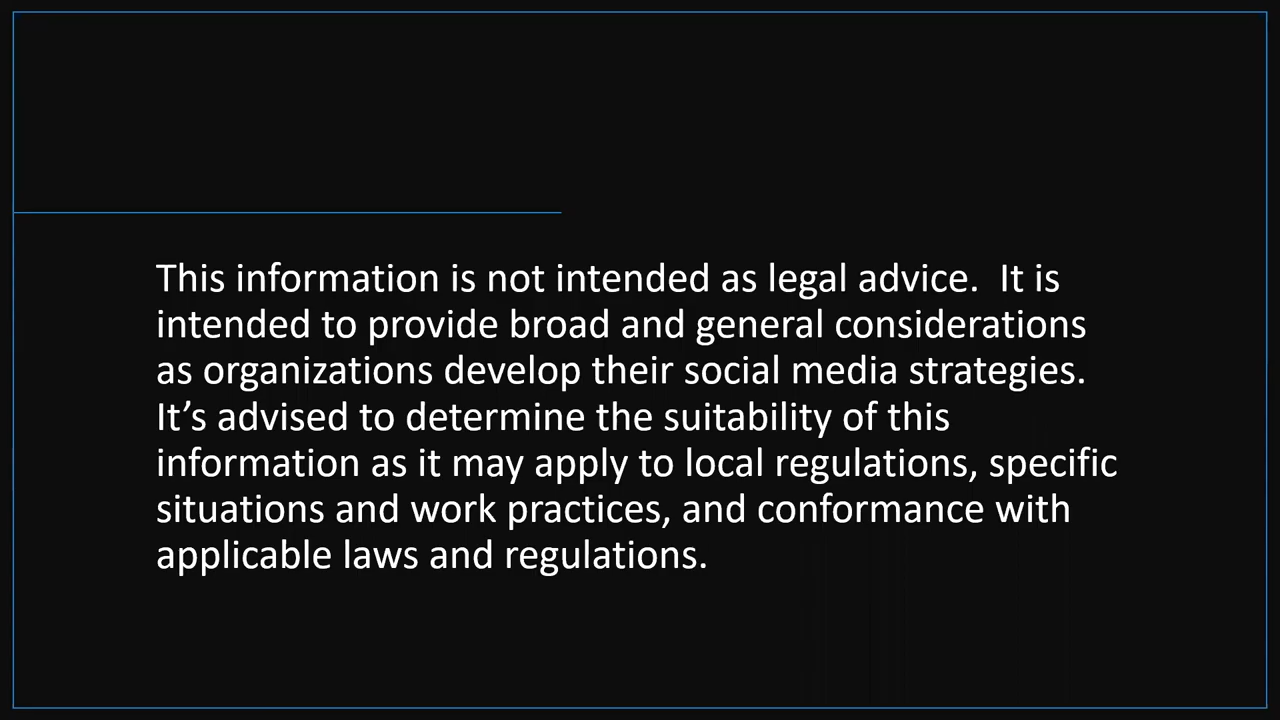 This information is not intended as legal advice.  It is
intended to provide broad and general considerations
as organizations develop their social media strategies.
It’s advised to determine the suitability of this
information as it may apply to local regulations, specific
situations and work practices, and conformance with
applicable laws and regulations.